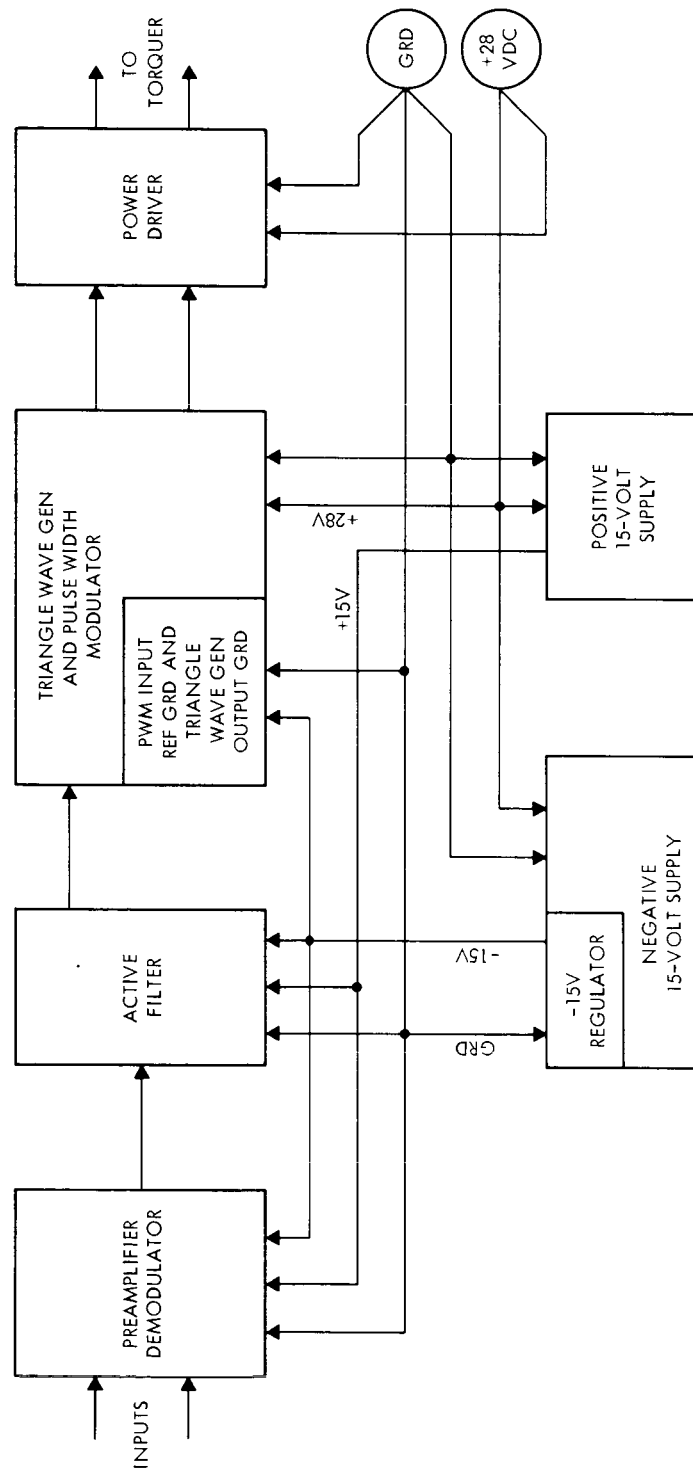 INPUTS
PREAMPLIFIER
DEMODULATOR
ACTIVE
FILTER
TRIANGLE WAVE GEN
AND PULSE WIDTH
MODULATOR
PWM INPUT
REF GRD AND
TRIANGLE
WAVE GEN
OUTPUT GRD
POWER
DRIVER
TO
TORQUER
GRD
+28
VDC
+28V
+15V
-15V
GRD
-15V
REGULATOR
NEGATIVE
15-VOLT SUPPLY
POSITIVE
15-VOLT
SUPPLY